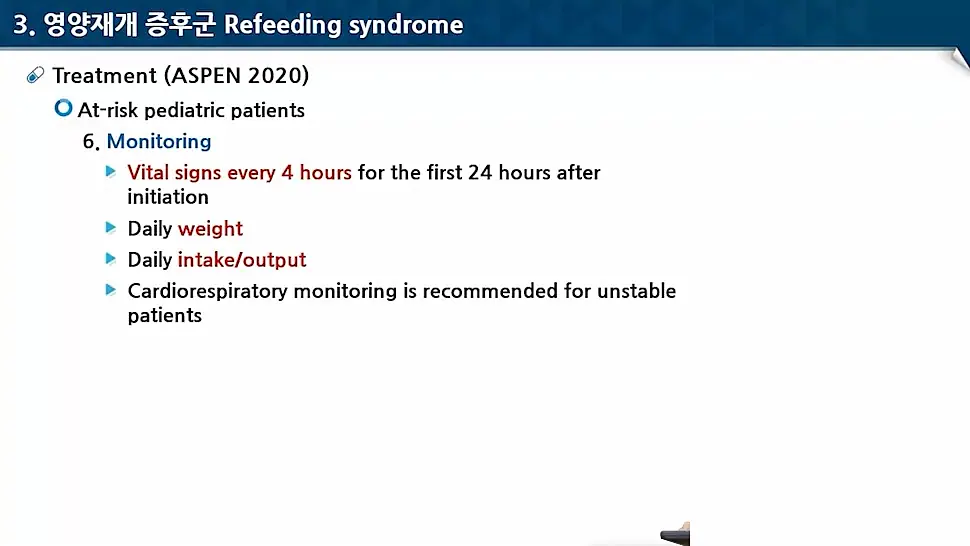 3. 영양재개 증후군 Refeeding syndrome
Treatment (ASPEN 2020)
At-risk pediatric patients
6. Monitoring
Vital signs every 4 hours for the first 24 hours after
initiation
Daily weight
Daily intake/output
Cardiorespiratory monitoring is recommended for unstable
patients